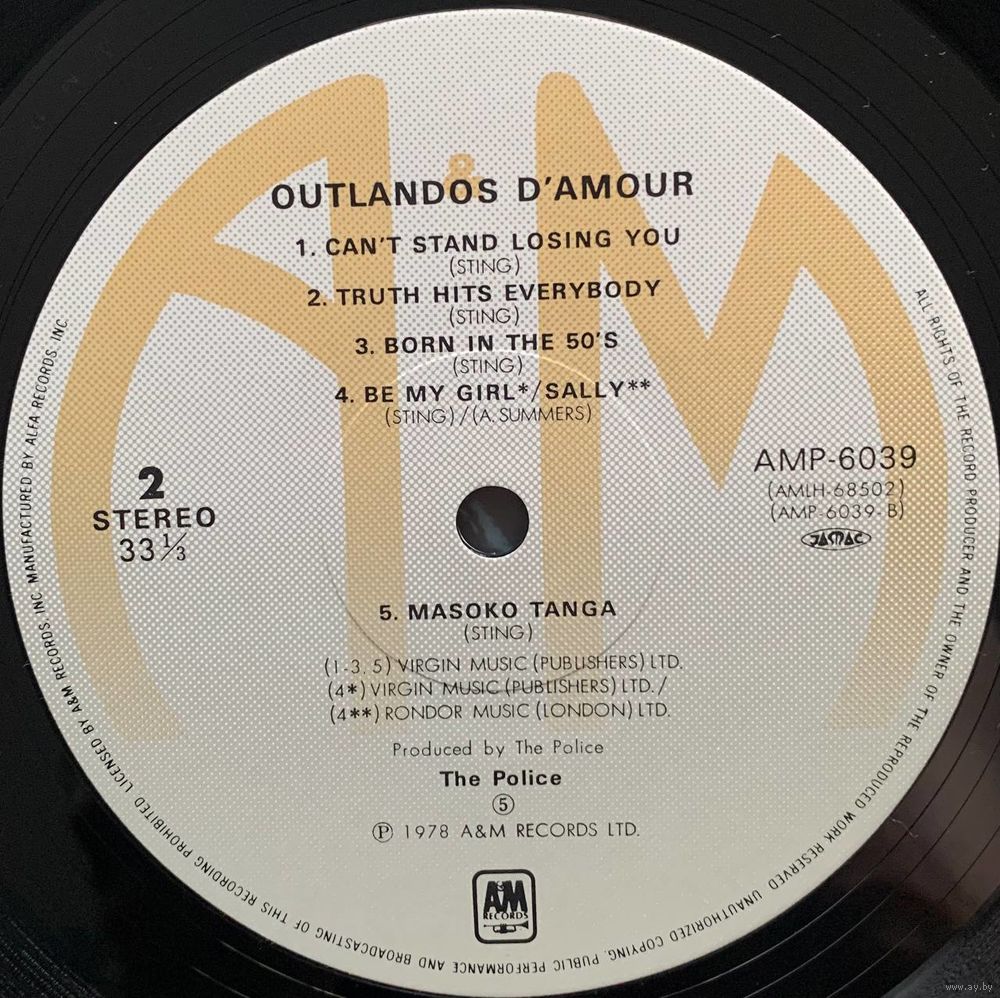 A&M
OUTLANDOS D'AMOUR
1. CAN'T STAND LOSING YOU
(STING)
2. TRUTH HITS EVERYBODY
(STING)
3. BORN IN THE 50'S
(STING)
4. BE MY GIRL*/SALLY**
(STING)/(A. SUMMERS)
2
STEREO
33 1/3
AMP-6039
(AMLH-68502)
(AMP-6039-B)
JASRAC
5. MASOKO TANGA
(STING)
(1-3, 5) VIRGIN MUSIC (PUBLISHERS) LTD.
(4*) VIRGIN MUSIC (PUBLISHERS) LTD./
(4**) RONDOR MUSIC (LONDON) LTD.
Produced by The Police
The Police
⑤
Ⓟ 1978 A&M RECORDS LTD.
A&M
RECORDS
ALL RIGHTS OF THE RECORD PRODUCER AND THE OWNER OF THE REPRODUCED WORK RESERVED. UNAUTHORIZED COPYING, PUBLIC PERFORMANCE AND BROADCASTING OF THIS RECORDING PROHIBITED. LICENSED BY A&M RECORDS, INC. MANUFACTURED BY ALFA RECORDS, INC.
www.ay.by